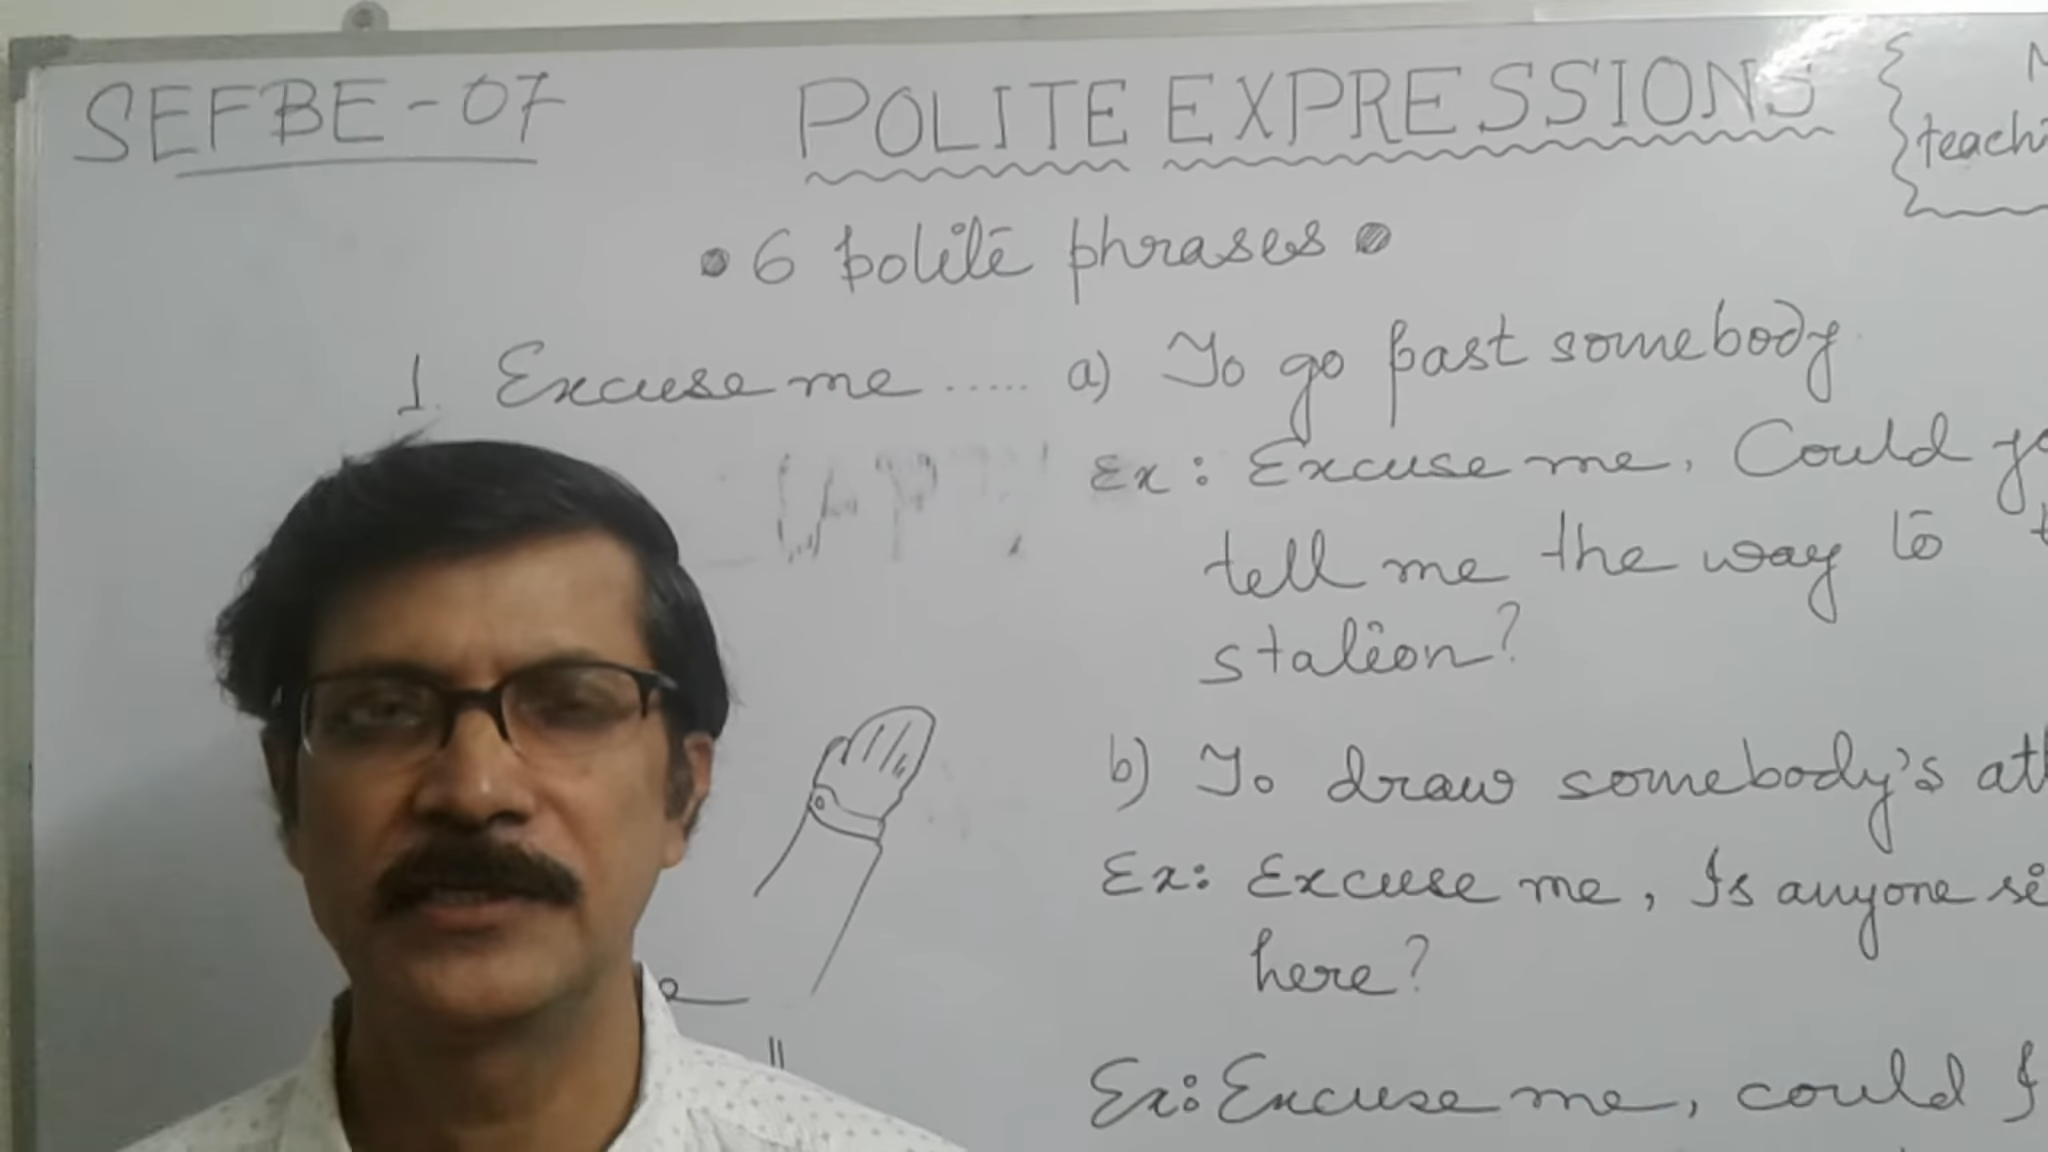 SEFBE-07
POLITE EXPRESSIONS
6 polite phrases
1. Excuse me ..... a) To go past somebody
Ex: Excuse me. Could
tell me the way to
station?
b) To draw somebody's
Ex: Excuse me, Is anyone
here?
Ex: Excuse me, could I